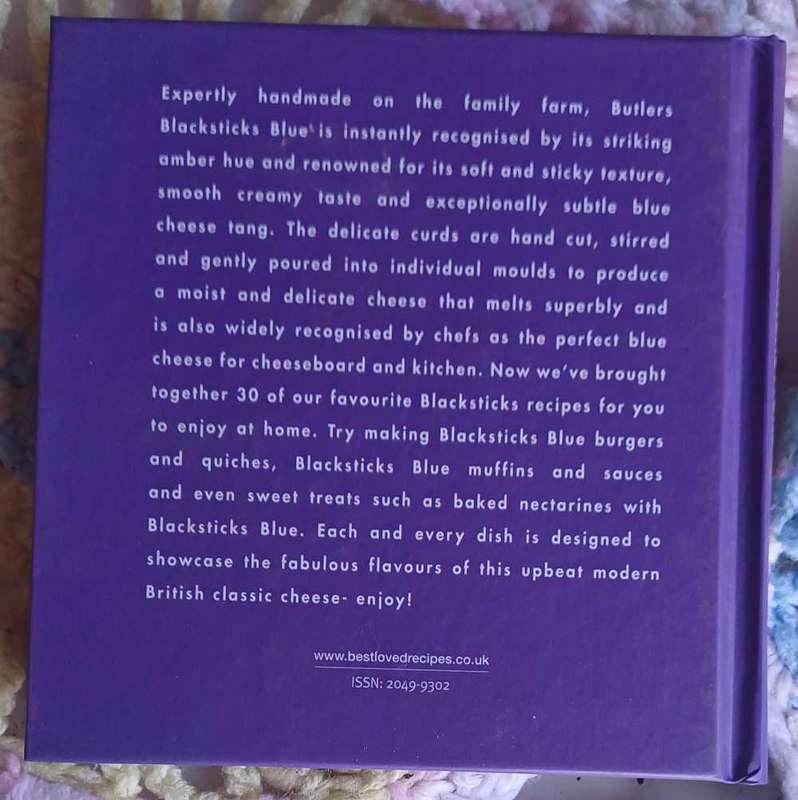 Expertly handmade on the family farm, Butlers
Blacksticks Blue is instantly recognised by its striking
amber hue and renowned for its soft and sticky texture,
smooth creamy taste and exceptionally subtle blue
cheese tang. The delicate curds are hand cut, stirred
and gently poured into individual moulds to produce
a moist and delicate cheese that melts superbly and
is also widely recognised by chefs as the perfect blue
cheese for cheeseboard and kitchen. Now we've brought
together 30 of our favourite Blacksticks recipes for you
to enjoy at home. Try making Blacksticks Blue burgers
and quiches, Blacksticks Blue muffins and sauces
and even sweet treats such as baked nectarines with
Blacksticks Blue. Each and every dish is designed to
showcase the fabulous flavours of this upbeat modern
British classic cheese- enjoy!
www.bestlovedrecipes.co.uk
ISSN: 2049-9302